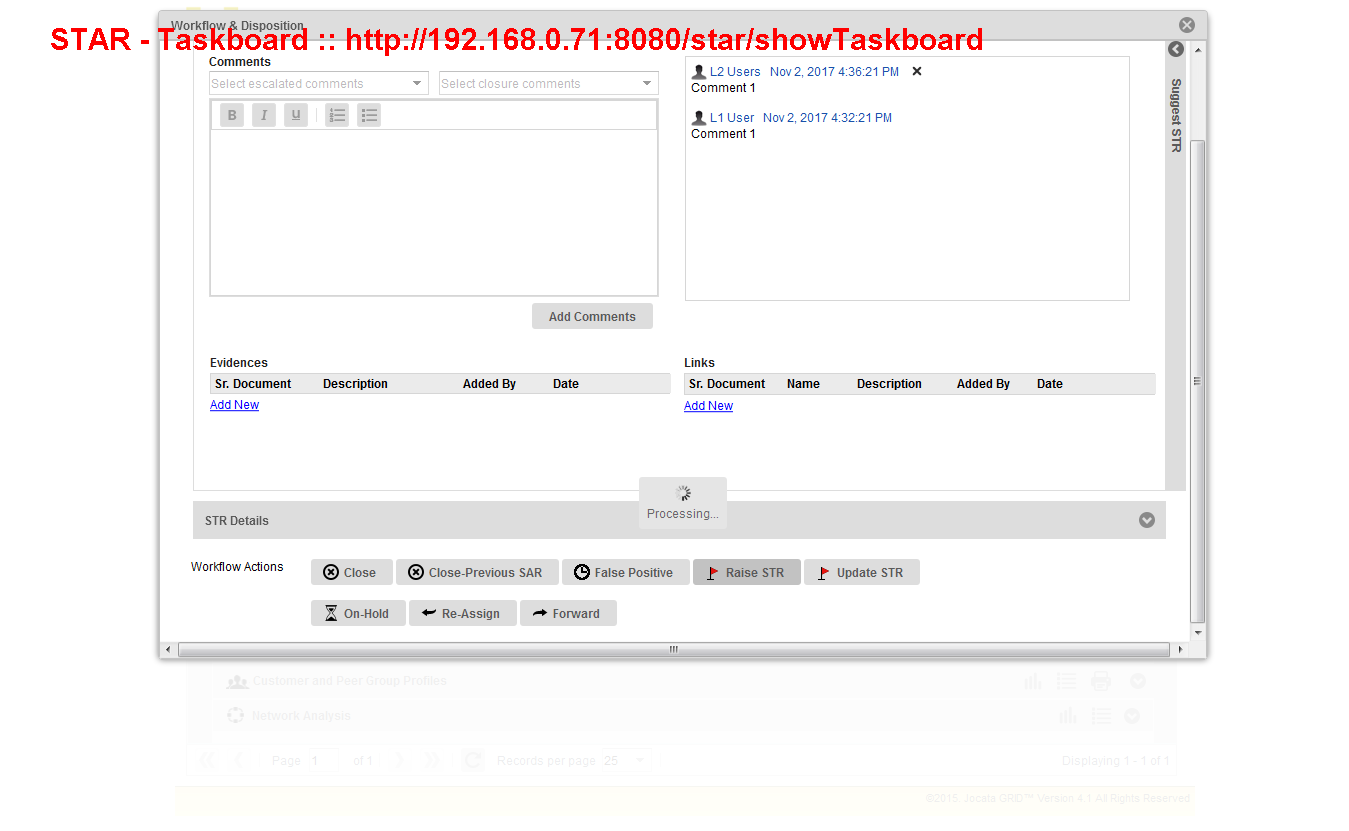 Workflow & Disposition
STAR - Taskboard :: http://192.168.0.71:8080/star/showTaskboard
Comments
Select escalated comments
Select closure comments
B I U
L2 Users Nov 2, 2017 4:36:21 PM
Comment 1
L1 User Nov 2, 2017 4:32:21 PM
Comment 1
Suggest STR
Add Comments
Evidences
Sr. Document Description Added By Date
Add New
Links
Sr. Document Name Description Added By Date
Add New
Processing...
STR Details
Workflow Actions
Close
Close-Previous SAR
False Positive
Raise STR
Update STR
On-Hold
Re-Assign
Forward
Customer and Peer Group Profiles
Network Analysis
Page 1 of 1
Records per page 25
Displaying 1 - 1 of 1
©2015. Jocata GRID™ Version 4.1 All Rights Reserved